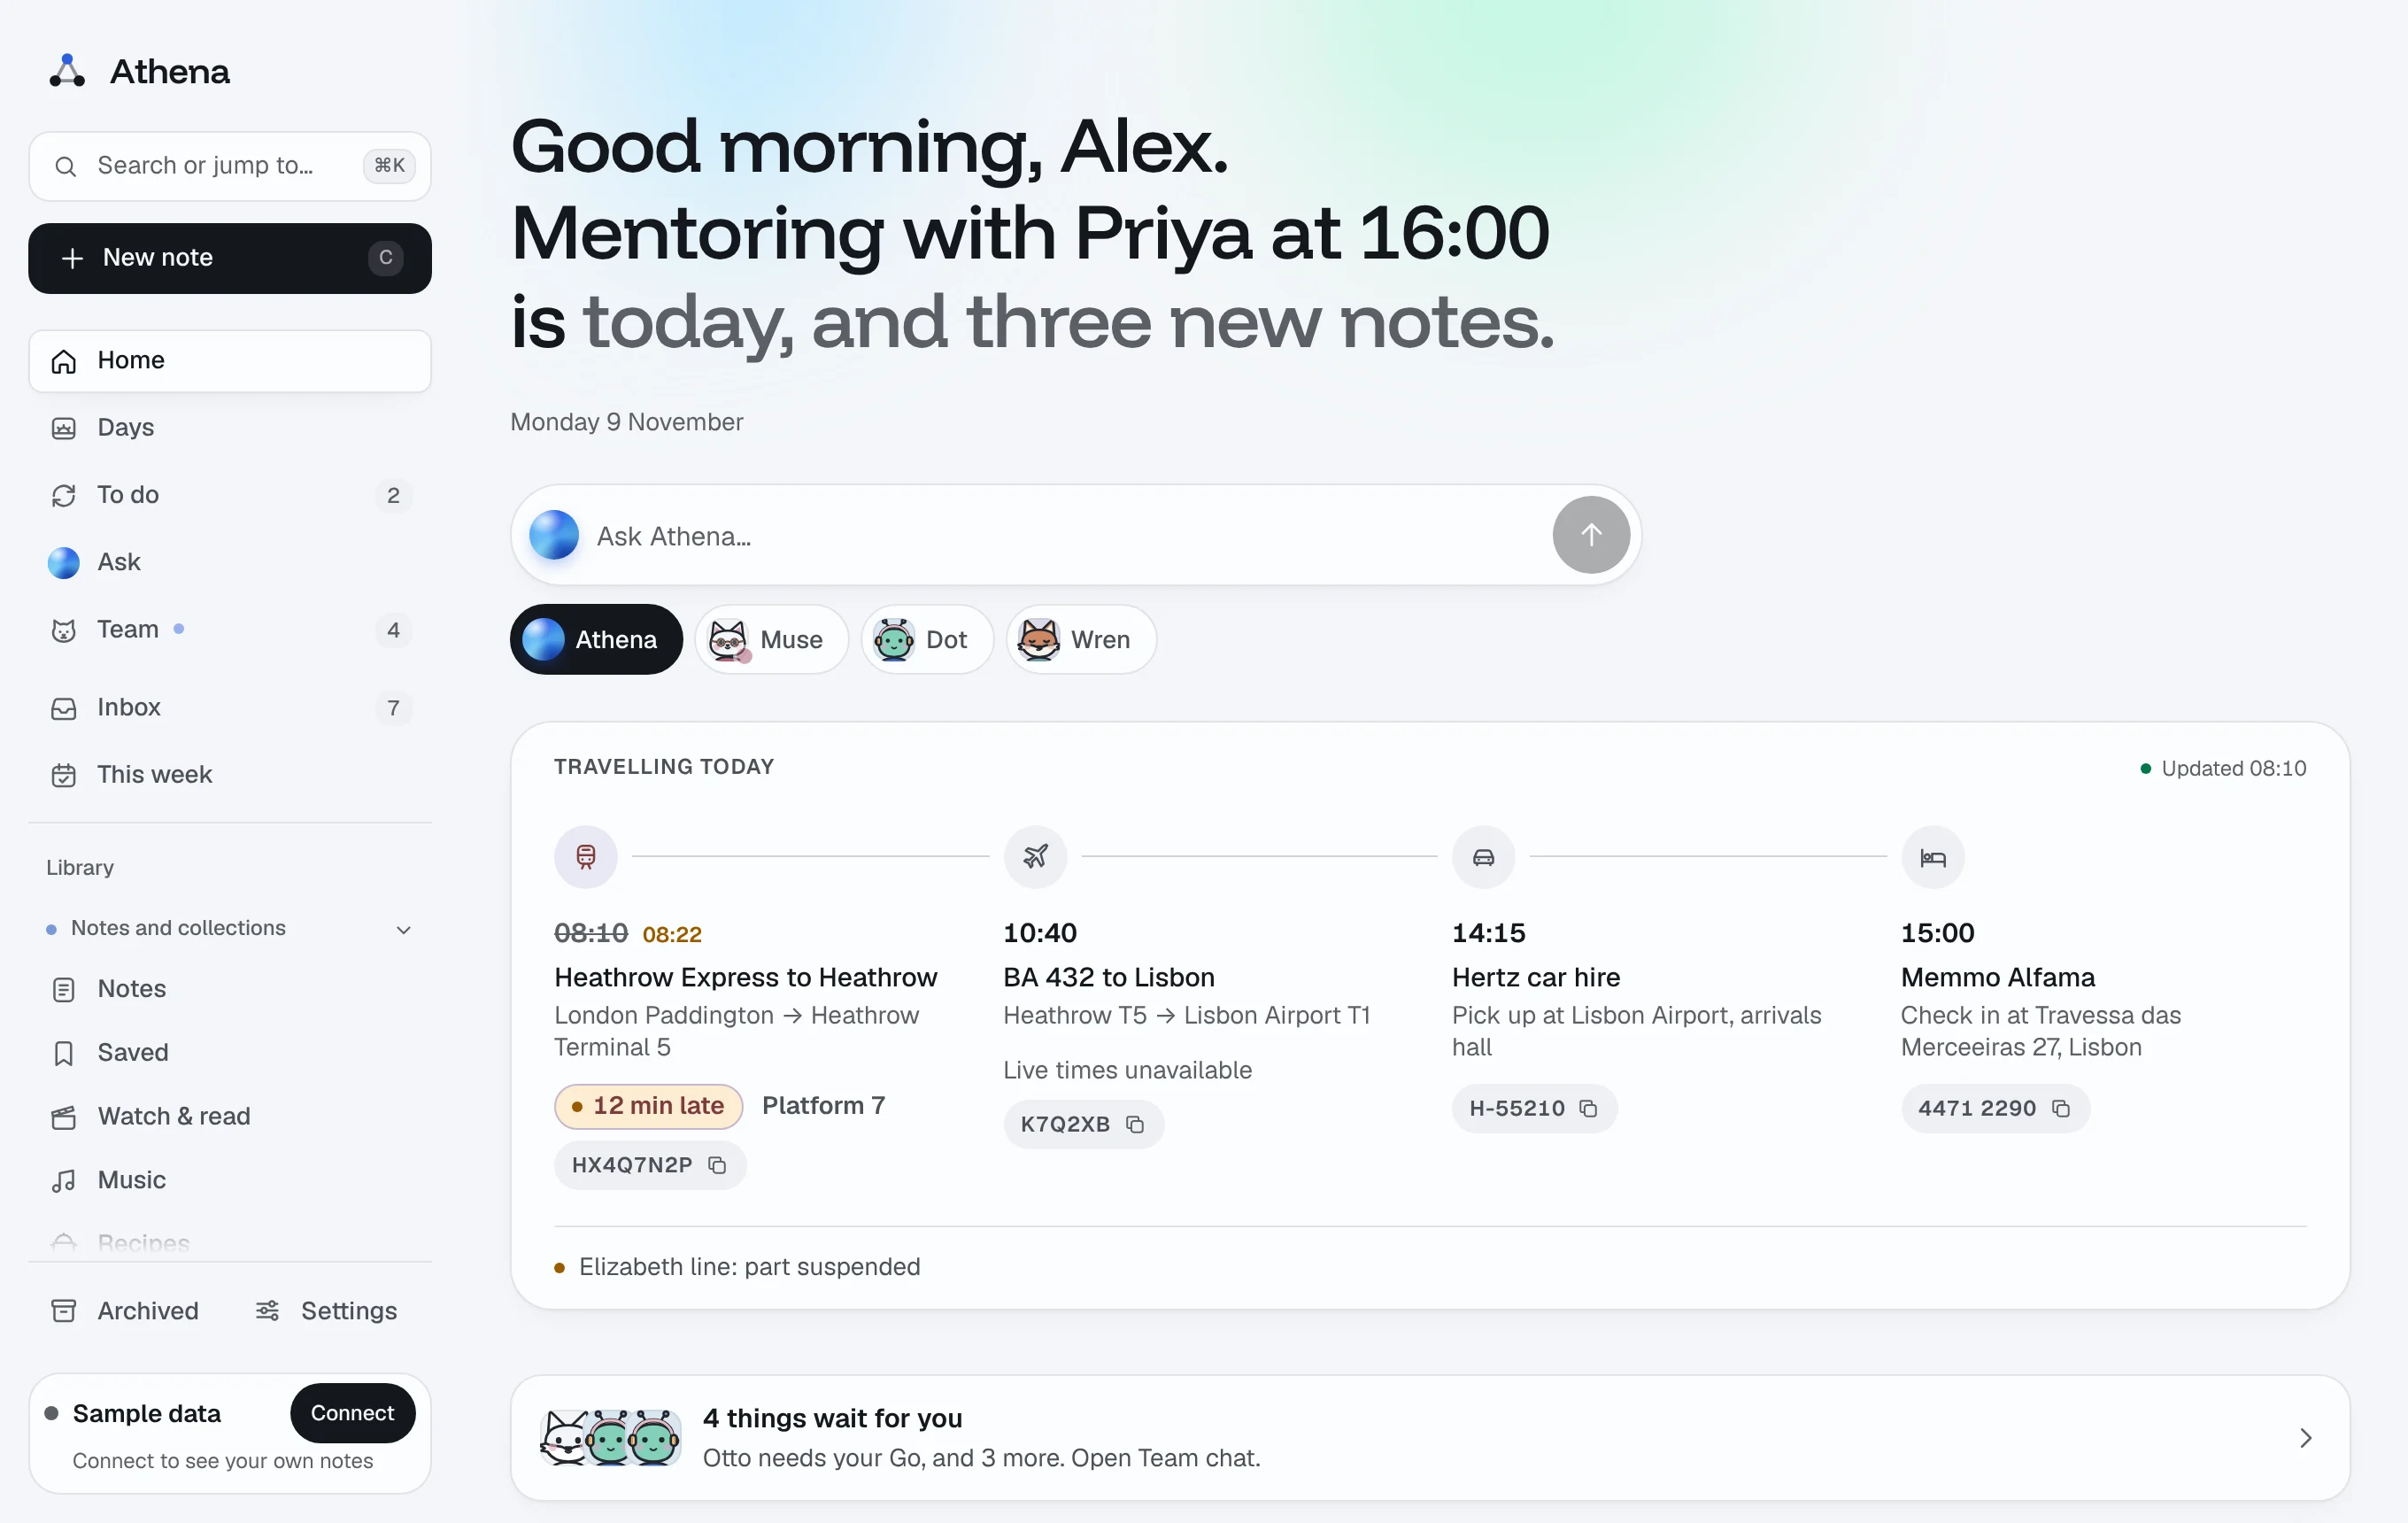 Athena
Search or jump to…
⌘K
New note
C
Home
Days
To do
2
Ask
Team
4
Inbox
7
This week
Library
Notes and collections
Notes
Saved
Watch & read
Music
Recipes
Archived
Settings
Sample data
Connect
Connect to see your own notes
Good morning, Alex.
Mentoring with Priya at 16:00
is today, and three new notes.
Monday 9 November
Ask Athena…
Athena
Muse
Dot
Wren
TRAVELLING TODAY
Updated 08:10
08:10 08:22
Heathrow Express to Heathrow
London Paddington → Heathrow
Terminal 5
12 min late
Platform 7
HX4Q7N2P
10:40
BA 432 to Lisbon
Heathrow T5 → Lisbon Airport T1
Live times unavailable
K7Q2XB
14:15
Hertz car hire
Pick up at Lisbon Airport, arrivals
hall
H-55210
15:00
Memmo Alfama
Check in at Travessa das
Merceeiras 27, Lisbon
4471 2290
Elizabeth line: part suspended
4 things wait for you
Otto needs your Go, and 3 more. Open Team chat.